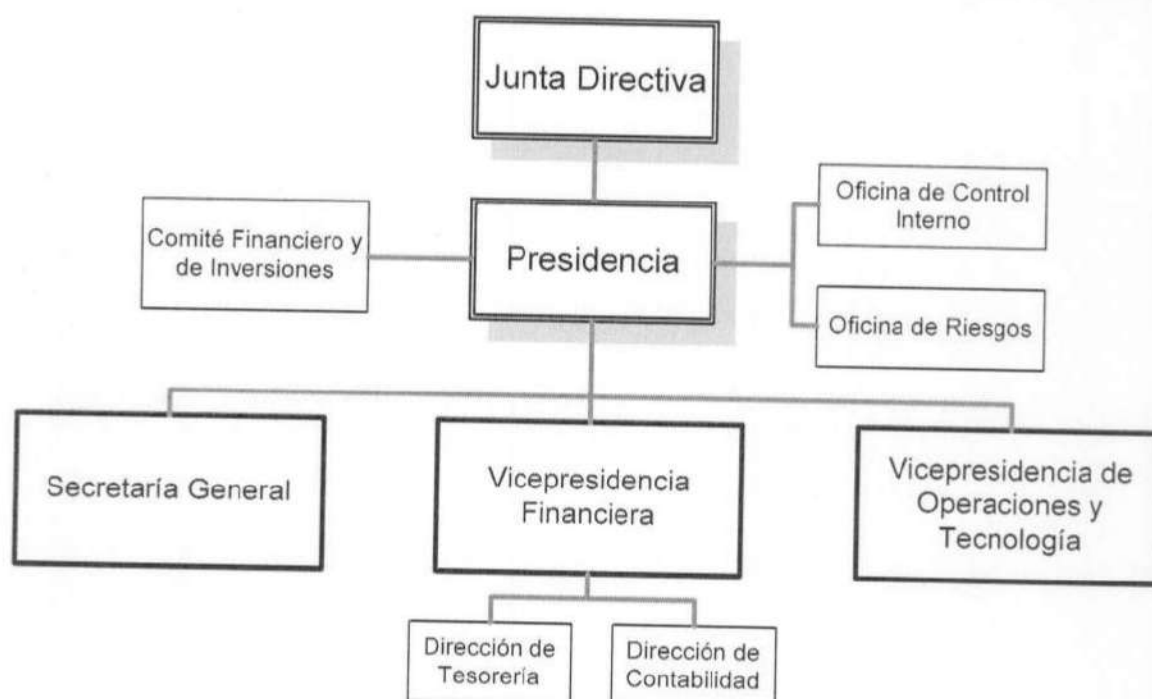 Junta Directiva
Comité Financiero y
de Inversiones
Presidencia
Oficina de Control
Interno
Oficina de Riesgos
Secretaría General
Vicepresidencia
Financiera
Vicepresidencia de
Operaciones y
Tecnología
Dirección de
Tesorería
Dirección de
Contabilidad